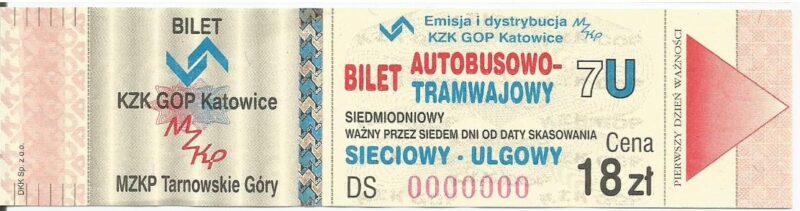 DKK Sp. z o.o.
BILET
KZK GOP Katowice
MZKP
MZKP Tarnowskie Góry
Emisja i dystrybucja MZKP
KZK GOP Katowice
BILET AUTOBUSOWO-
TRAMWAJOWY
7U
SIEDMIODNIOWY
WAŻNY PRZEZ SIEDEM DNI OD DATY SKASOWANIA
SIECIOWY - ULGOWY
DS 0000000
Cena
18 zł
PIERWSZY DZIEŃ WAŻNOŚCI